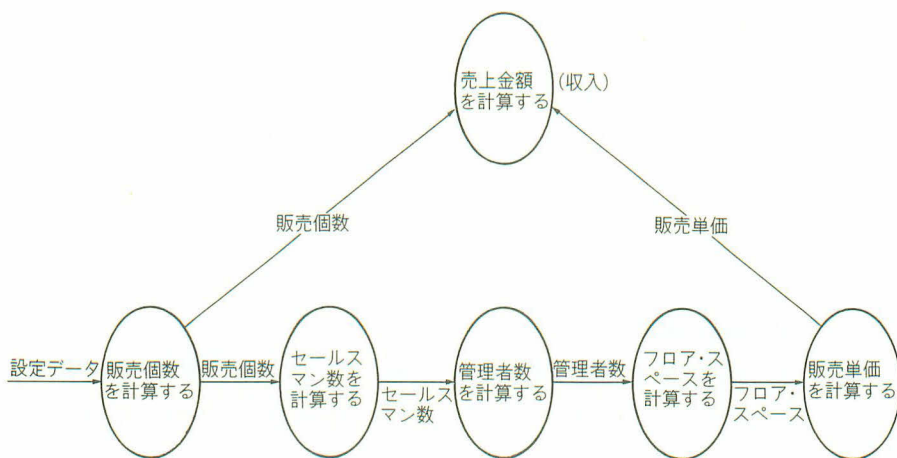 売上金額
を計算する
(収入)
販売個数
販売単価
設定データ
販売個数
を計算する
販売個数
セールス
マン数を
計算する
セールス
マン数
管理者数
を計算する
管理者数
フロア・ス
ペースを
計算する
フロア・
スペース
販売単価
を計算する